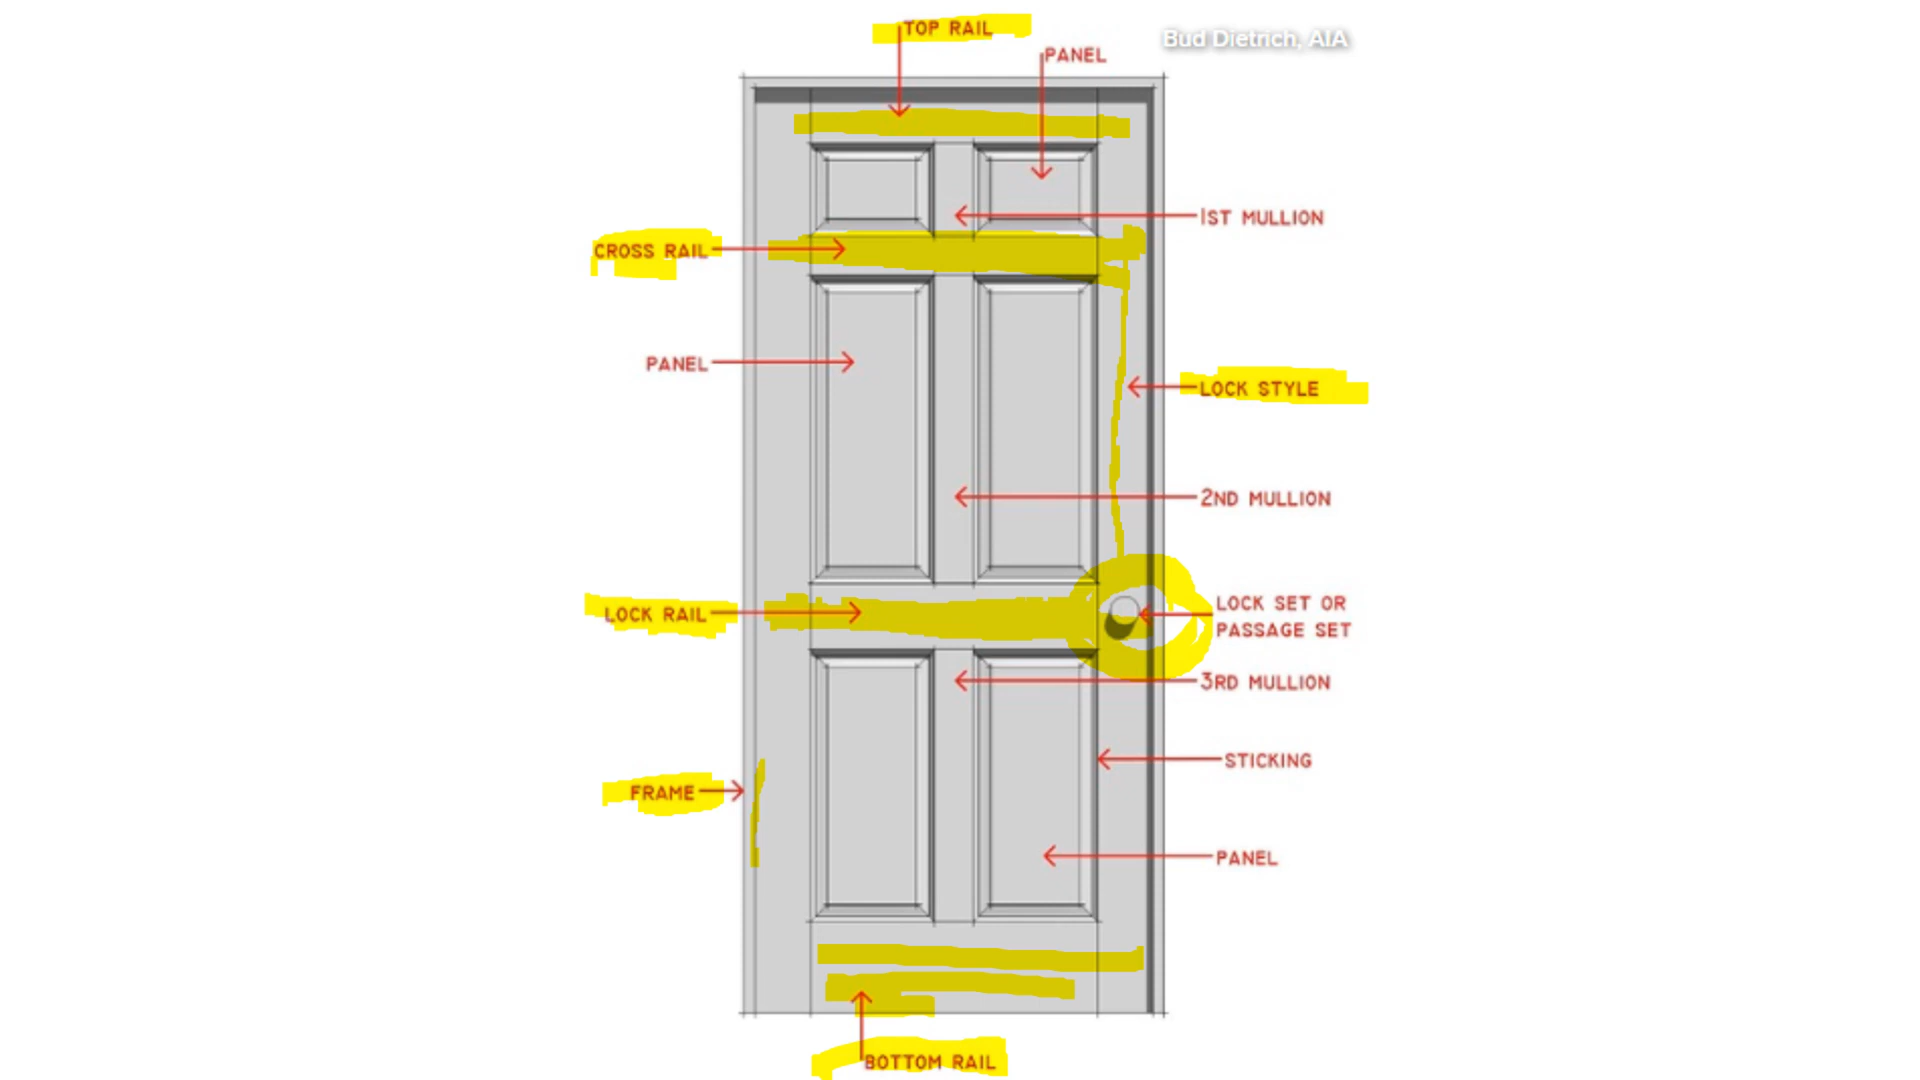 TOP RAIL
Bud Dietrich, AIA
PANEL
1ST MULLION
CROSS RAIL
PANEL
LOCK STYLE
2ND MULLION
LOCK RAIL
LOCK SET OR
PASSAGE SET
3RD MULLION
STICKING
FRAME
PANEL
BOTTOM RAIL